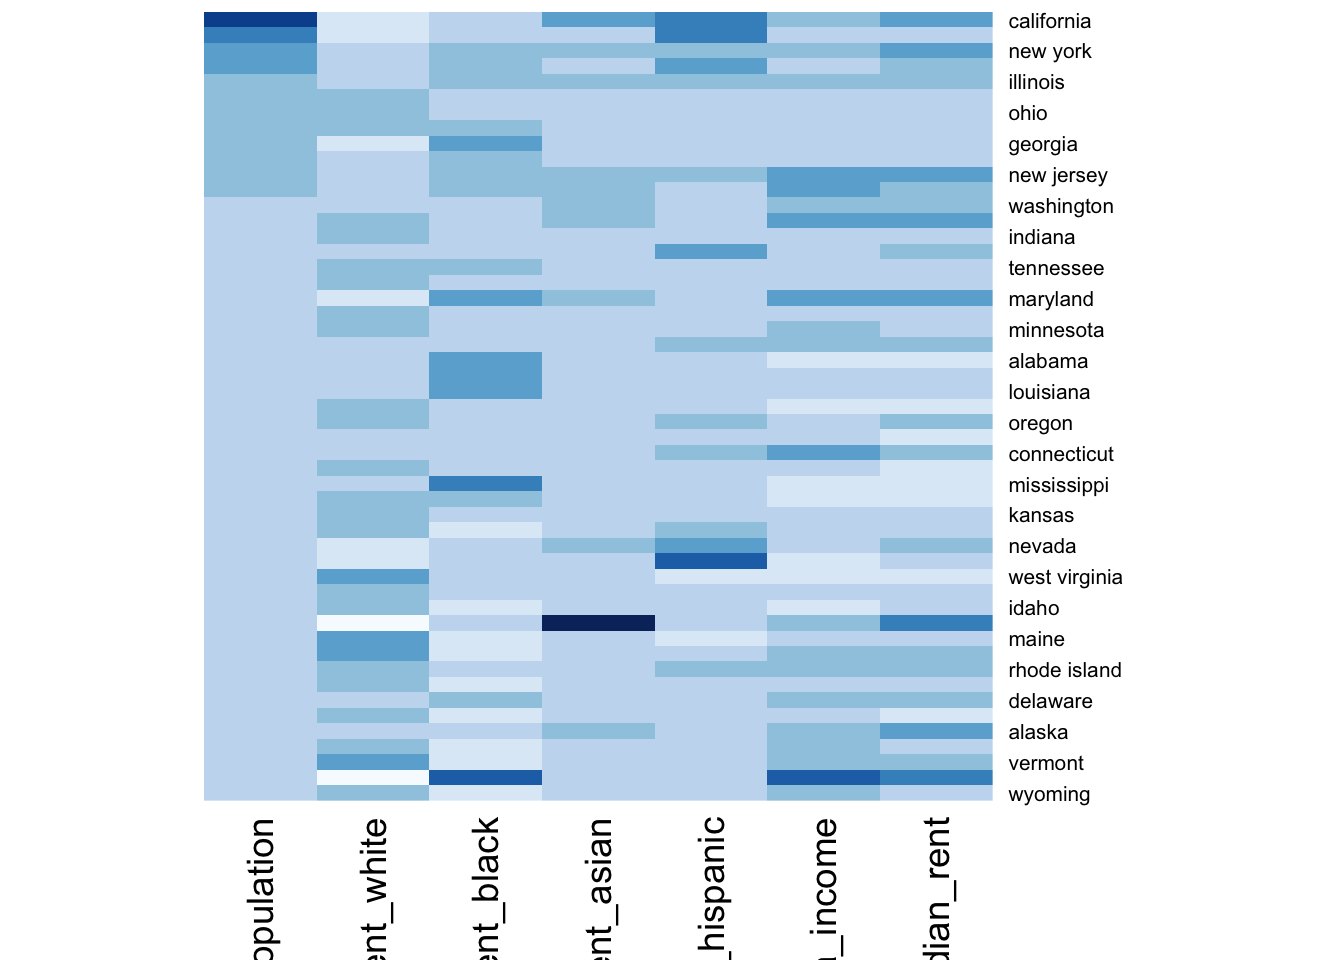 california
new york
illinois
ohio
georgia
new jersey
washington
indiana
tennessee
maryland
minnesota
alabama
louisiana
oregon
connecticut
mississippi
kansas
nevada
west virginia
idaho
maine
rhode island
delaware
alaska
vermont
wyoming
opulation
ent_white
ent_black
ent_asian
_hispanic
_income
dian_rent